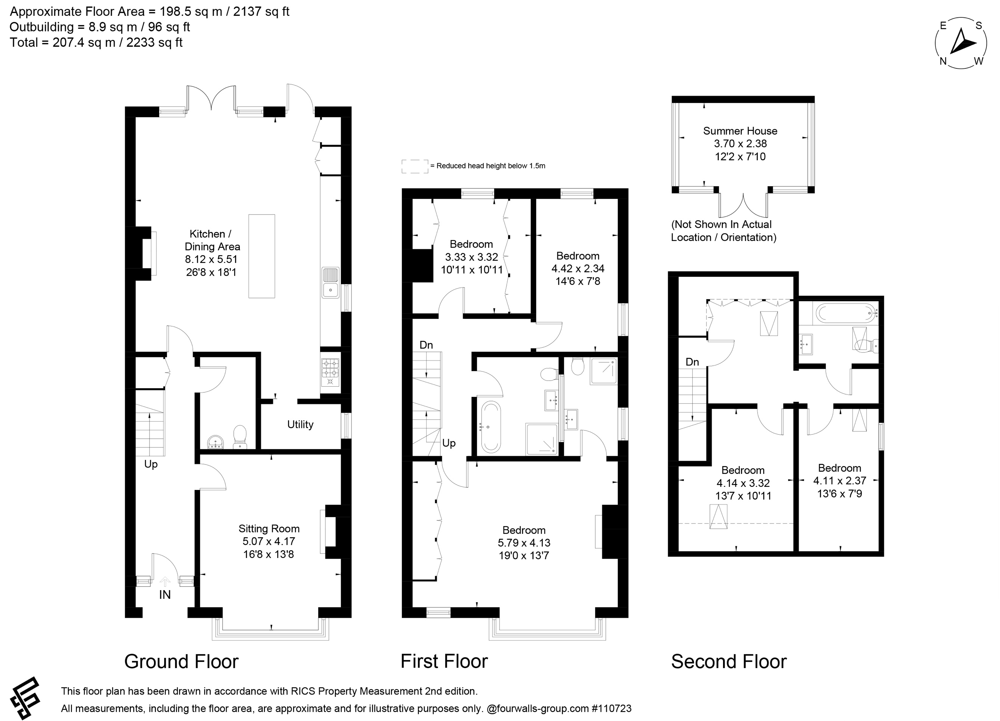 Approximate Floor Area = 198.5 sq m / 2137 sq ft
Outbuilding = 8.9 sq m / 96 sq ft
Total = 207.4 sq m / 2233 sq ft
E S
N W
Kitchen /
Dining Area
8.12 x 5.51
26'8 x 18'1
Utility
Up
Sitting Room
5.07 x 4.17
16'8 x 13'8
IN
Ground Floor
= Reduced head height below 1.5m
Bedroom
3.33 x 3.32
10'11 x 10'11
Bedroom
4.42 x 2.34
14'6 x 7'8
Dn
Up
Bedroom
5.79 x 4.13
19'0 x 13'7
First Floor
Summer House
3.70 x 2.38
12'2 x 7'10
(Not Shown In Actual
Location / Orientation)
Dn
Bedroom
4.14 x 3.32
13'7 x 10'11
Bedroom
4.11 x 2.37
13'6 x 7'9
Second Floor
This floor plan has been drawn in accordance with RICS Property Measurement 2nd edition.
All measurements, including the floor area, are approximate and for illustrative purposes only. @fourwalls-group.com #110723